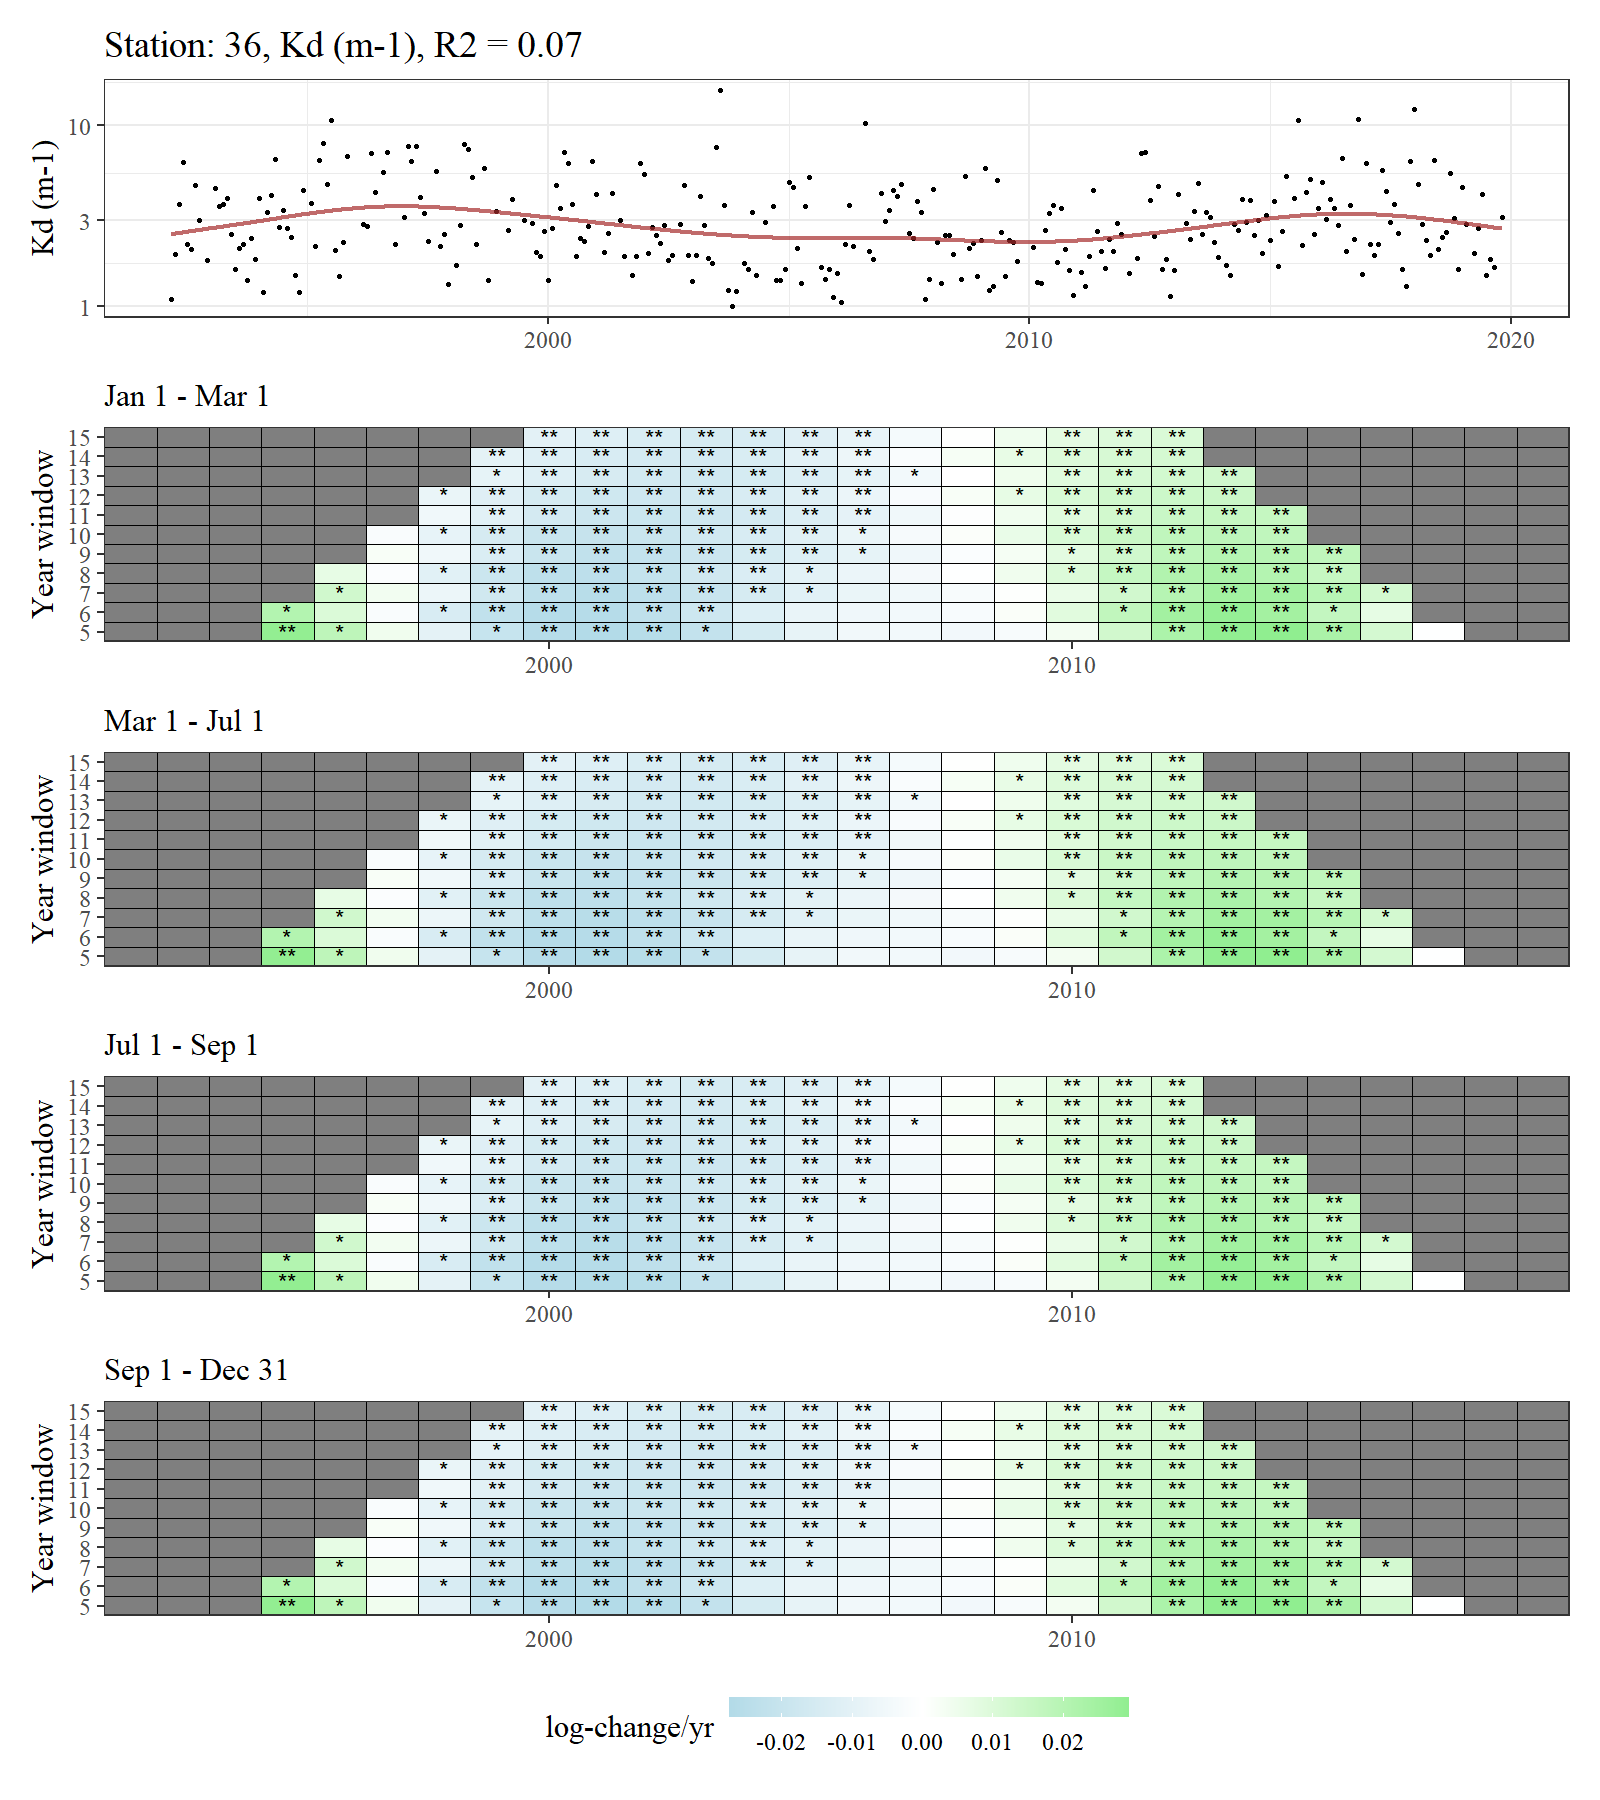 Station: 36, Kd (m-1), R2 = 0.07
Kd (m-1)
10
3
1
2000 2010 2020
Jan 1 - Mar 1
Year window
15 ** ** ** ** ** ** ** ** ** **
14 ** ** ** ** ** ** ** ** * ** ** **
13 * ** ** ** ** ** ** ** * ** ** ** **
12 * ** ** ** ** ** ** ** ** * ** ** ** **
11 ** ** ** ** ** ** ** ** ** ** ** ** **
10 * ** ** ** ** ** ** ** * ** ** ** ** **
9 ** ** ** ** ** ** ** * * ** ** ** ** **
8 * ** ** ** ** ** ** * * ** ** ** ** **
7 * ** ** ** ** ** ** * * ** ** ** ** *
6 * * ** ** ** ** ** * ** ** ** *
5 ** * * ** ** ** * ** ** ** **
2000 2010
Mar 1 - Jul 1
Year window
15 ** ** ** ** ** ** ** ** ** **
14 ** ** ** ** ** ** ** ** * ** ** **
13 * ** ** ** ** ** ** ** * ** ** ** **
12 * ** ** ** ** ** ** ** ** * ** ** ** **
11 ** ** ** ** ** ** ** ** ** ** ** ** **
10 * ** ** ** ** ** ** ** * ** ** ** ** **
9 ** ** ** ** ** ** ** * * ** ** ** ** **
8 * ** ** ** ** ** ** * * ** ** ** ** **
7 * ** ** ** ** ** ** * * ** ** ** ** *
6 * * ** ** ** ** ** * ** ** ** *
5 ** * * ** ** ** * ** ** ** **
2000 2010
Jul 1 - Sep 1
Year window
15 ** ** ** ** ** ** ** ** ** **
14 ** ** ** ** ** ** ** ** * ** ** **
13 * ** ** ** ** ** ** ** * ** ** ** **
12 * ** ** ** ** ** ** ** ** * ** ** ** **
11 ** ** ** ** ** ** ** ** ** ** ** ** **
10 * ** ** ** ** ** ** ** * ** ** ** ** **
9 ** ** ** ** ** ** ** * * ** ** ** ** **
8 * ** ** ** ** ** ** * * ** ** ** ** **
7 * ** ** ** ** ** ** * * ** ** ** ** *
6 * * ** ** ** ** ** * ** ** ** *
5 ** * * ** ** ** * ** ** ** **
2000 2010
Sep 1 - Dec 31
Year window
15 ** ** ** ** ** ** ** ** ** **
14 ** ** ** ** ** ** ** ** * ** ** **
13 * ** ** ** ** ** ** ** * ** ** ** **
12 * ** ** ** ** ** ** ** ** * ** ** ** **
11 ** ** ** ** ** ** ** ** ** ** ** ** **
10 * ** ** ** ** ** ** ** * ** ** ** ** **
9 ** ** ** ** ** ** ** * * ** ** ** ** **
8 * ** ** ** ** ** ** * * ** ** ** ** **
7 * ** ** ** ** ** ** * * ** ** ** ** *
6 * * ** ** ** ** ** * ** ** ** *
5 ** * * ** ** ** * ** ** ** **
2000 2010
log-change/yr
-0.02 -0.01 0.00 0.01 0.02